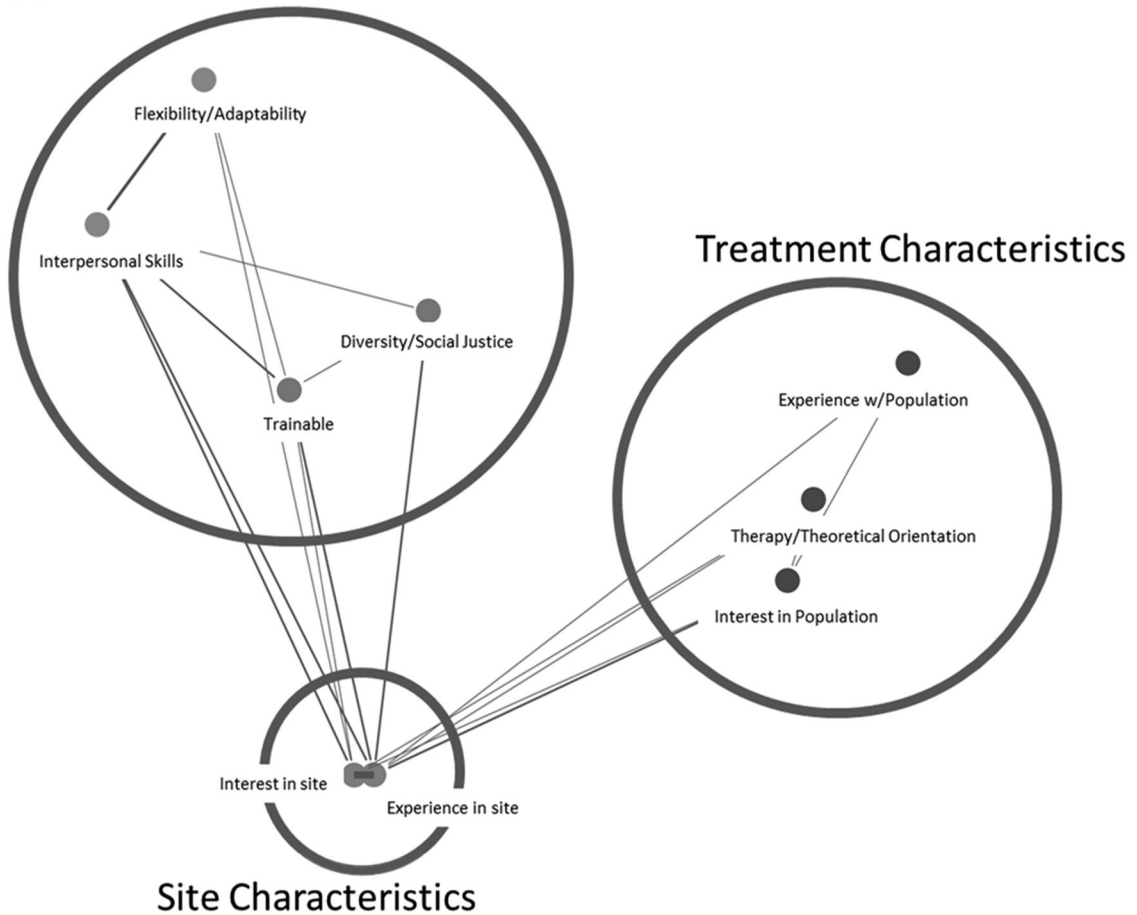 Flexibility/Adaptability
Interpersonal Skills
Diversity/Social Justice
Trainable
Treatment Characteristics
Experience w/Population
Therapy/Theoretical Orientation
Interest in Population
Interest in site
Experience in site
Site Characteristics